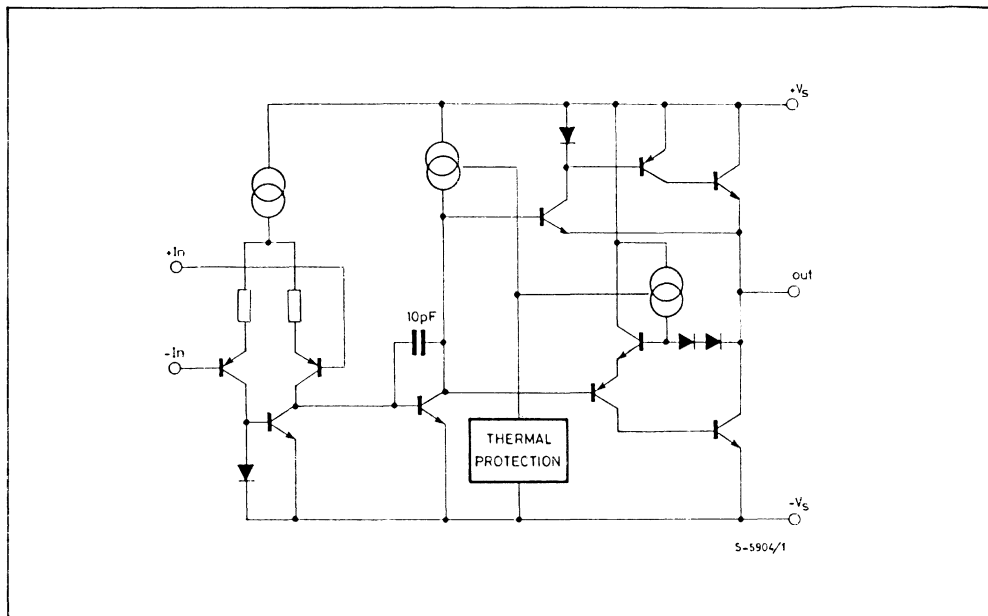 +Vs
+In
out
10pF
-In
THERMAL
PROTECTION
-Vs
S-5904/1